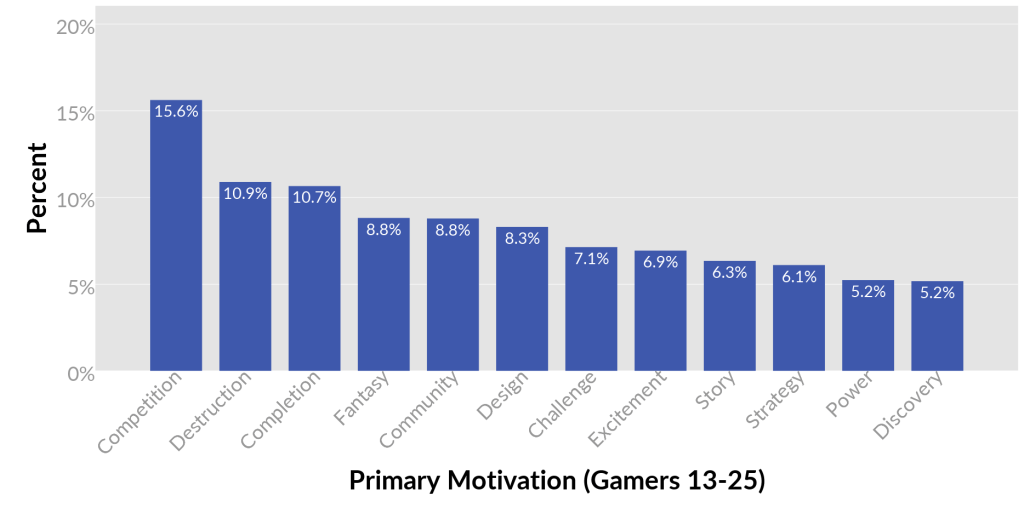 20%
15%
10%
5%
0%
Percent
15.6%
10.9%
10.7%
8.8%
8.8%
8.3%
7.1%
6.9%
6.3%
6.1%
5.2%
5.2%
Competition
Destruction
Completion
Fantasy
Community
Design
Challenge
Excitement
Story
Strategy
Power
Discovery
Primary Motivation (Gamers 13-25)